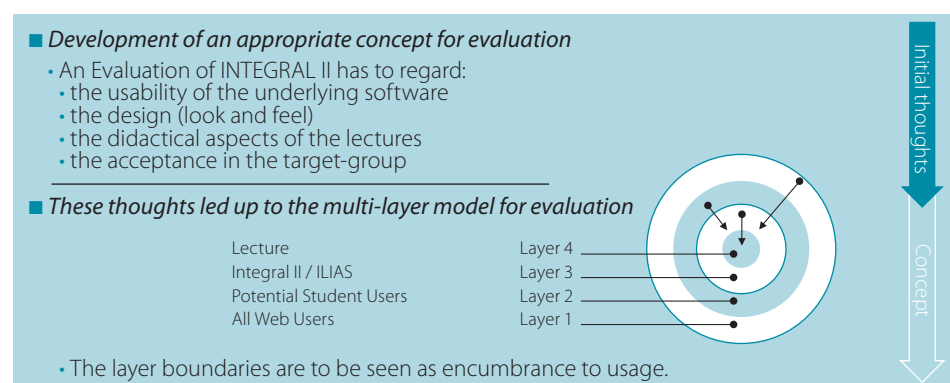 ■ Development of an appropriate concept for evaluation
• An Evaluation of INTEGRAL II has to regard:
• the usability of the underlying software
• the design (look and feel)
• the didactical aspects of the lectures
• the acceptance in the target-group
■ These thoughts led up to the multi-layer model for evaluation
Lecture Layer 4
Integral II / ILIAS Layer 3
Potential Student Users Layer 2
All Web Users Layer 1
• The layer boundaries are to be seen as encumbrance to usage.
Initial thoughts
Concept